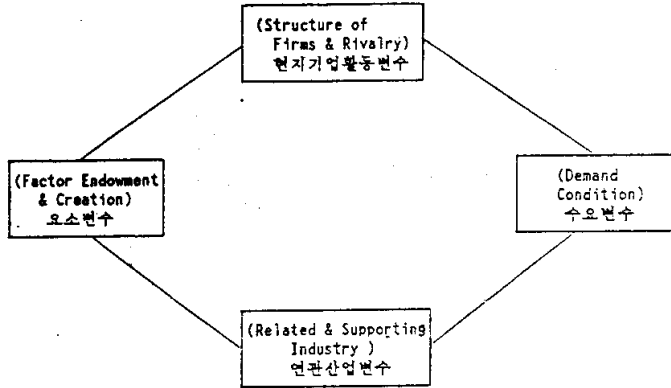 (Structure of
Firms & Rivalry)
현지기업활동변수
(Factor Endowment
& Creation)
요소변수
(Demand
Condition)
수요변수
(Related & Supporting
Industry )
연관산업변수